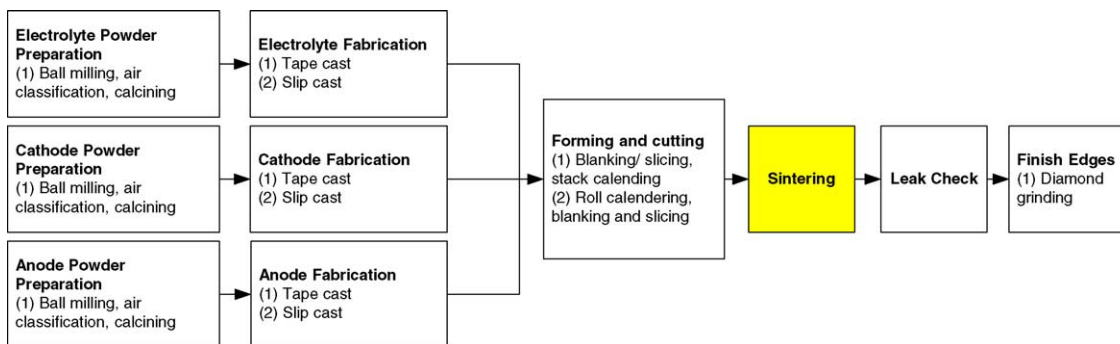 Electrolyte Powder
Preparation
(1) Ball milling, air
classification, calcining
Electrolyte Fabrication
(1) Tape cast
(2) Slip cast
Cathode Powder
Preparation
(1) Ball milling, air
classification, calcining
Cathode Fabrication
(1) Tape cast
(2) Slip cast
Anode Powder
Preparation
(1) Ball milling, air
classification, calcining
Anode Fabrication
(1) Tape cast
(2) Slip cast
Forming and cutting
(1) Blanking/ slicing,
stack calending
(2) Roll calendering,
blanking and slicing
Sintering
Leak Check
Finish Edges
(1) Diamond
grinding